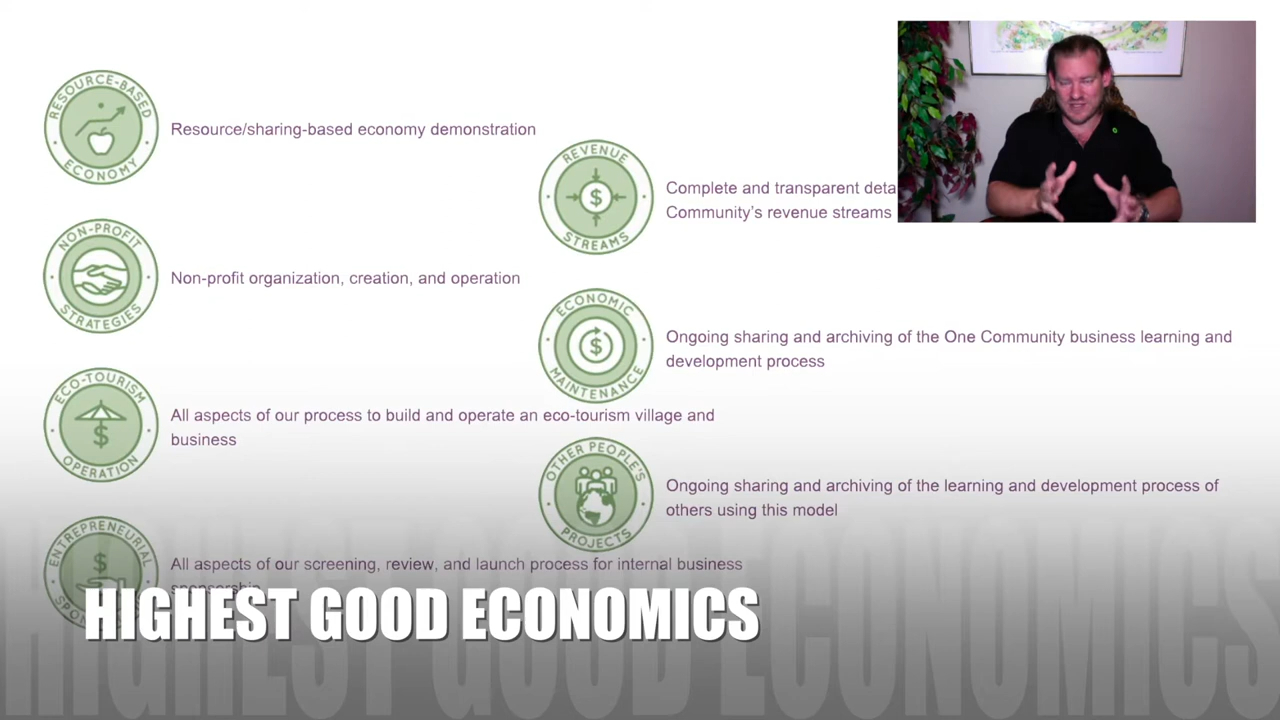 RESOURCE-BASED
ECONOMY
Resource/sharing-based economy demonstration
REVENUE
STREAMS
Complete and transparent deta
Community's revenue streams
NON-PROFIT
STRATEGIES
Non-profit organization, creation, and operation
ECONOMIC
MAINTENANCE
Ongoing sharing and archiving of the One Community business learning and
development process
ECO-TOURISM
OPERATION
All aspects of our process to build and operate an eco-tourism village and
business
OTHER PEOPLE'S
PROJECTS
Ongoing sharing and archiving of the learning and development process of
others using this model
ENTREPRENEURIAL
All aspects of our screening, review, and launch process for internal business
sponsorship
HIGHEST GOOD ECONOMICS
HIGHEST GOOD ECONOMICS